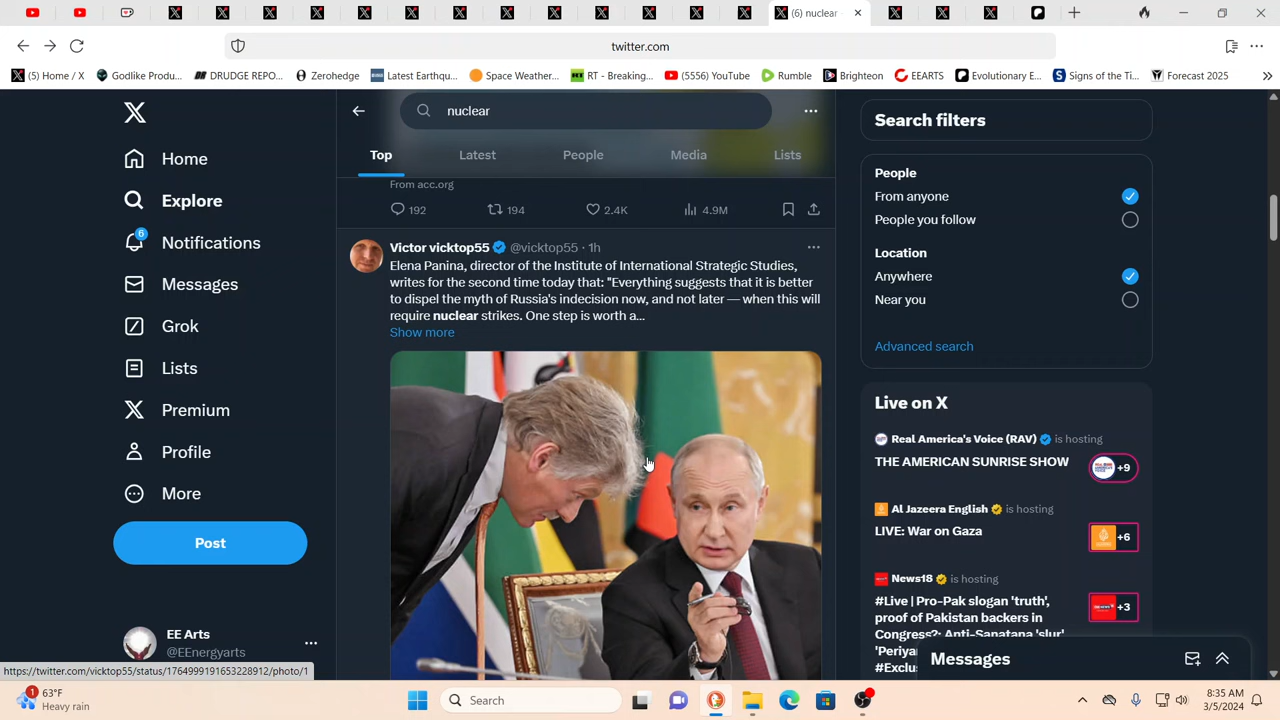 (6) nuclear
twitter.com
(5) Home / X
Godlike Produ...
DRUDGE REPO...
Zerohedge
Latest Earthqu...
Space Weather...
RT - Breaking...
(5556) YouTube
Rumble
Brighteon
EEARTS
Evolutionary E...
Signs of the Ti...
Forecast 2025
Home
Explore
6
Notifications
Messages
Grok
Lists
Premium
Profile
More
Post
EE Arts
@EEnergyarts
nuclear
Top
Latest
People
Media
Lists
From acc.org
192
194
2.4K
4.9M
Victor vicktop55 @vicktop55 · 1h
Elena Panina, director of the Institute of International Strategic Studies,
writes for the second time today that: "Everything suggests that it is better
to dispel the myth of Russia's indecision now, and not later — when this will
require nuclear strikes. One step is worth a...
Show more
Search filters
People
From anyone
People you follow
Location
Anywhere
Near you
Advanced search
Live on X
Real America's Voice (RAV) is hosting
THE AMERICAN SUNRISE SHOW
+9
Al Jazeera English is hosting
LIVE: War on Gaza
+6
News18 is hosting
#Live | Pro-Pak slogan 'truth',
proof of Pakistan backers in
Congress?; Anti-Sanatana 'slur'
+3
Messages
https://twitter.com/vicktop55/status/1764999191653228912/photo/1
1
63°F
Heavy rain
Search
8:35 AM
3/5/2024